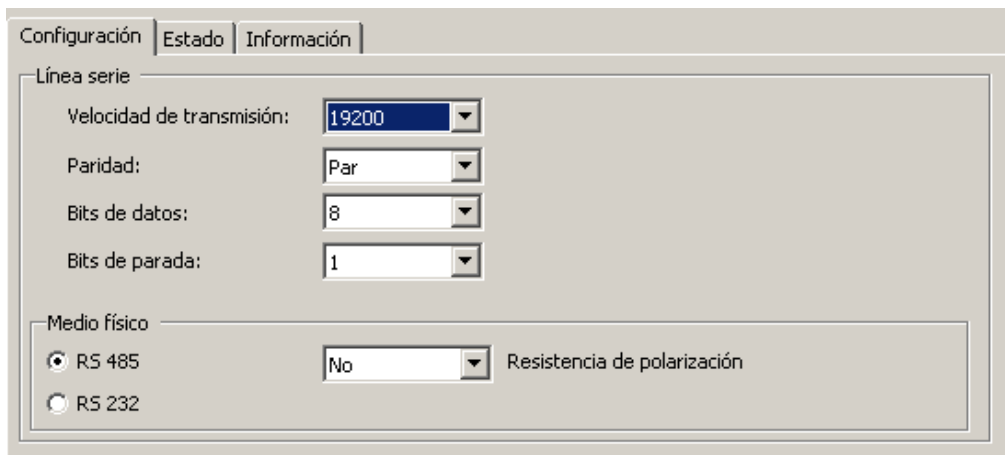 Configuración Estado Información
Línea serie
Velocidad de transmisión: 19200
Paridad: Par
Bits de datos: 8
Bits de parada: 1
Medio físico
RS 485 No Resistencia de polarización
RS 232